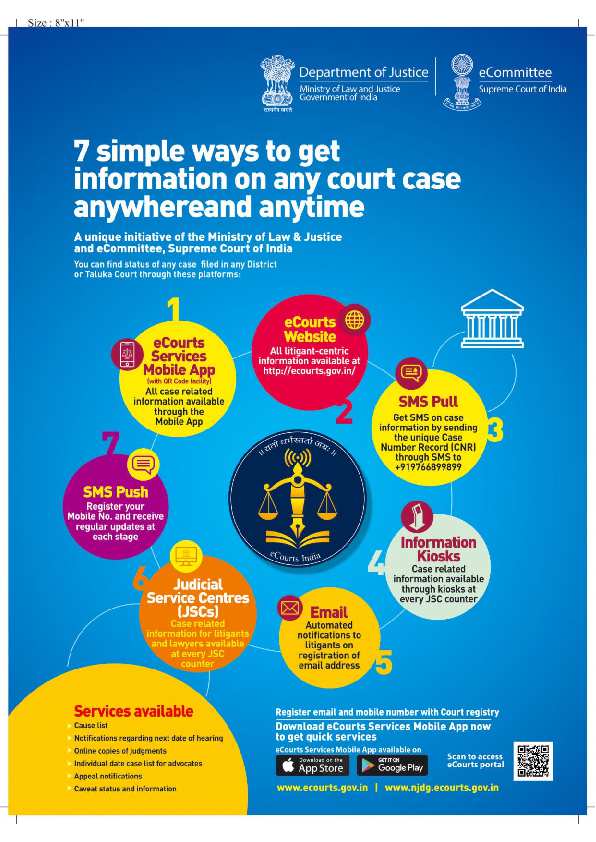 Size : 8"x11"
Department of Justice
Ministry of Law and Justice
Government of India
सत्यमेव जयते
eCommittee
Supreme Court of India
7 simple ways to get
information on any court case
anywhereand anytime
A unique initiative of the Ministry of Law & Justice
and eCommittee, Supreme Court of India
You can find status of any case filed in any District
or Taluka Court through these platforms:
1
eCourts
Services
Mobile App
(with QR Code facility)
All case related
information available
through the
Mobile App
eCourts
Website
All litigant-centric
information available at
http://ecourts.gov.in/
2
SMS Pull
Get SMS on case
information by sending
the unique Case
Number Record (CNR)
through SMS to
+919766899899
3
Information
Kiosks
Case related
information available
through kiosks at
every JSC counter
4
Email
Automated
notifications to
litigants on
registration of
email address
5
6
Judicial
Service Centres
(JSCs)
Case related
information for litigants
and lawyers available
at every JSC
counter
7
SMS Push
Register your
Mobile No. and receive
regular updates at
each stage
॥ यतो धर्मस्ततो जयः ॥
eCourts India
Services available
Cause list
Notifications regarding next date of hearing
Online copies of judgments
Individual date case list for advocates
Appeal notifications
Caveat status and information
Register email and mobile number with Court registry
Download eCourts Services Mobile App now
to get quick services
eCourts Services Mobile App available on
Download on the
App Store
GET IT ON
Google Play
Scan to access
eCourts portal
www.ecourts.gov.in | www.njdg.ecourts.gov.in